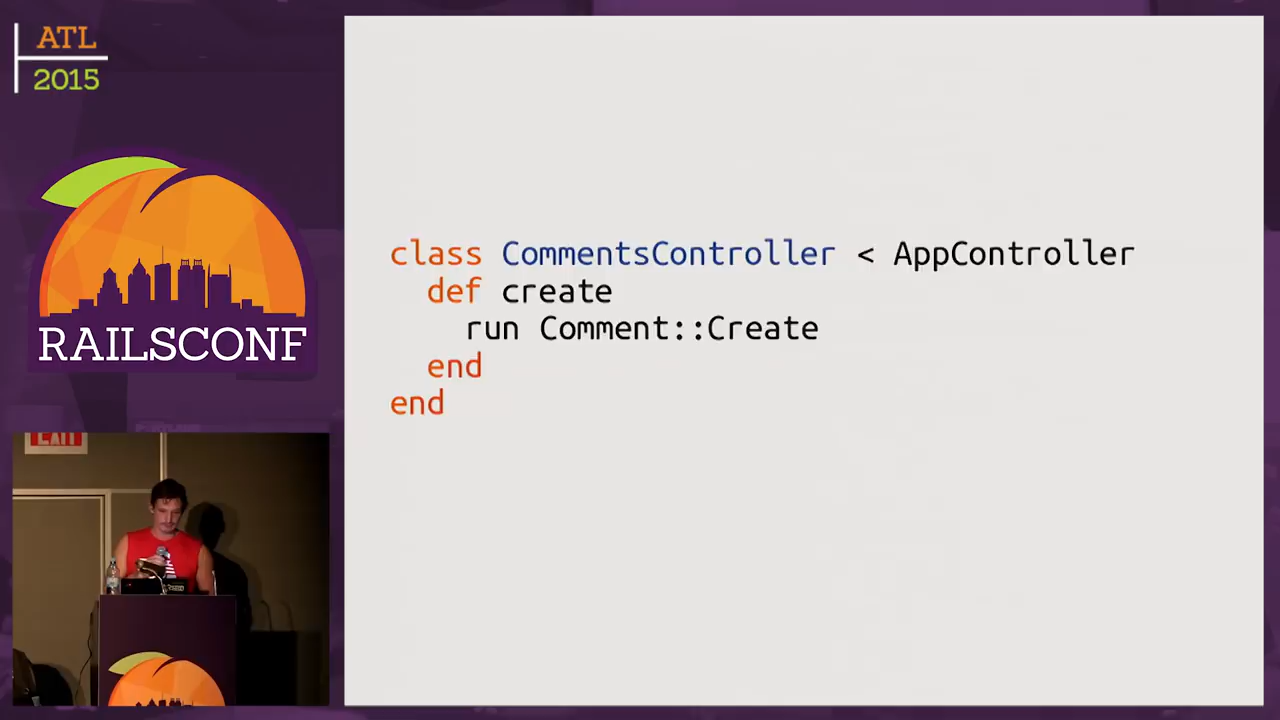 ATL
2015
RAILSCONF
EXIT
class CommentsController < AppController
  def create
    run Comment::Create
  end
end